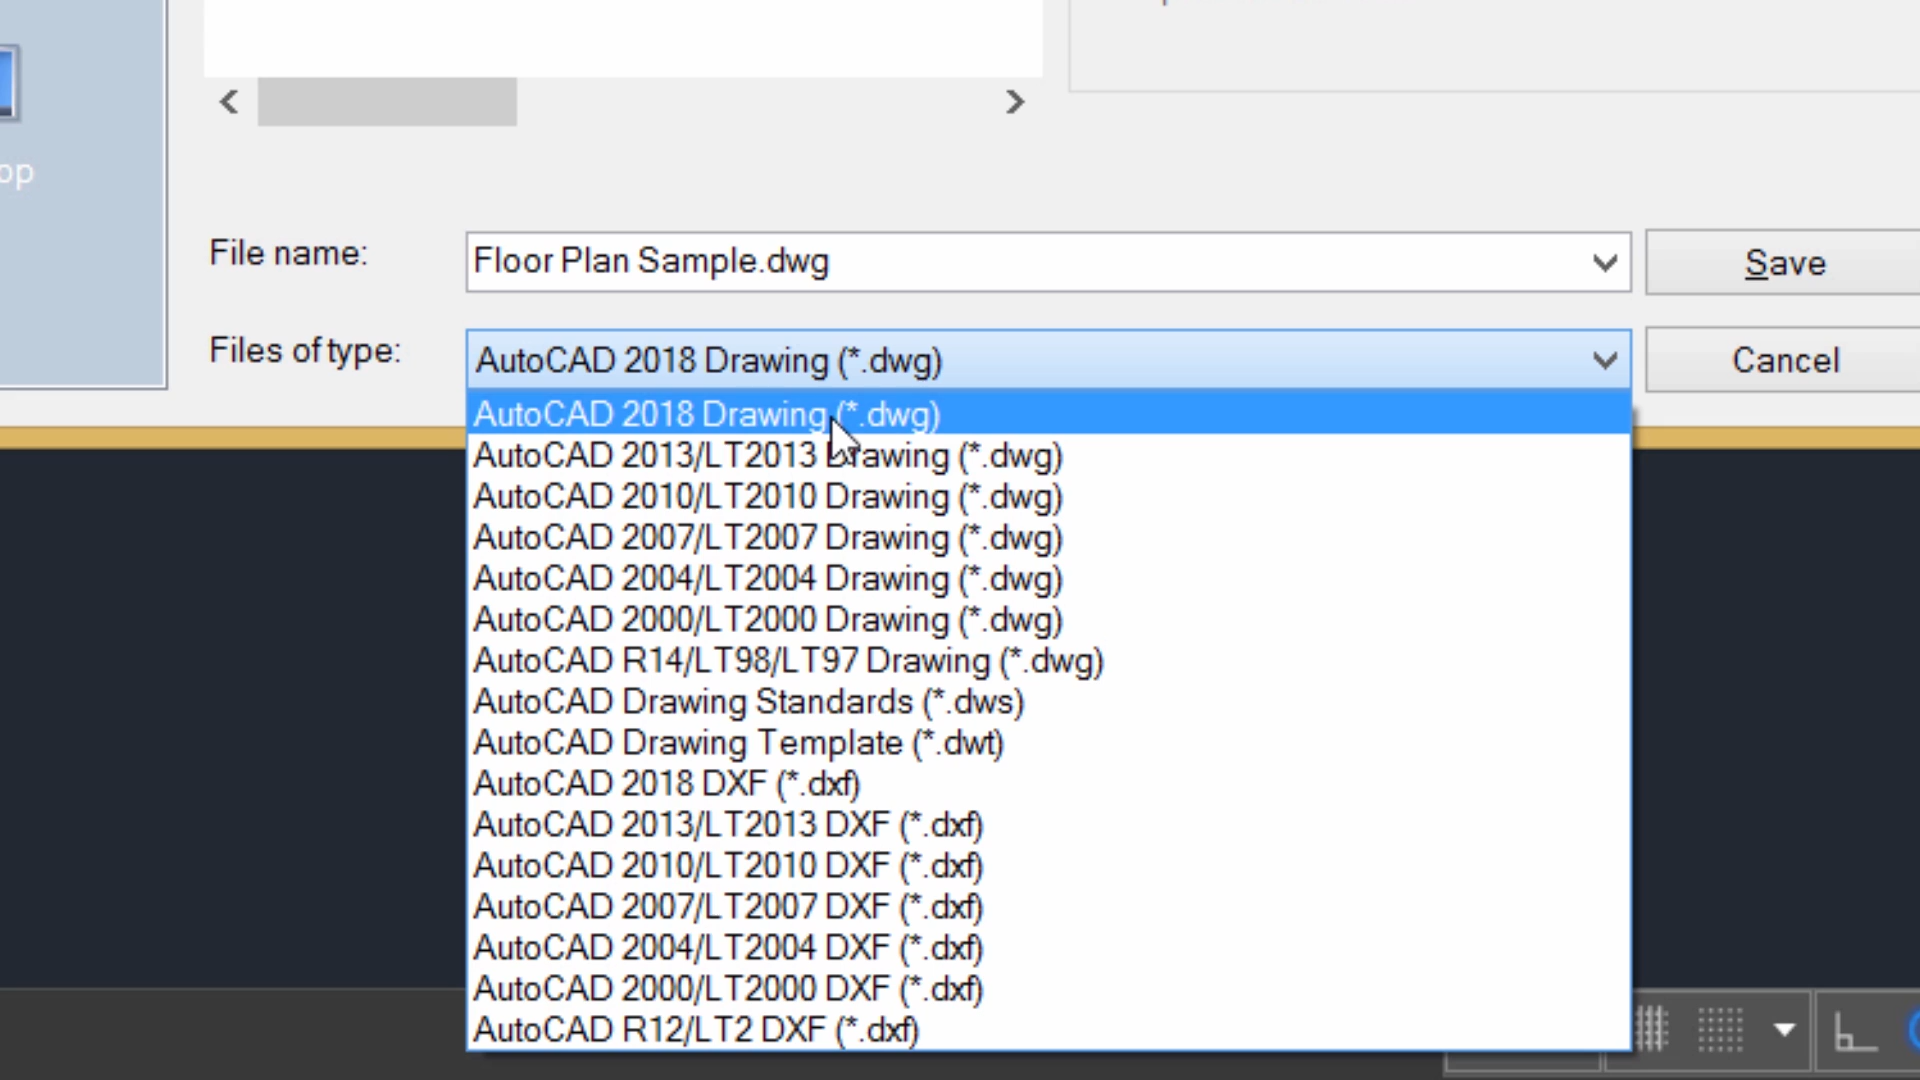 op
File name:
Floor Plan Sample.dwg
Save
Files of type:
AutoCAD 2018 Drawing (*.dwg)
Cancel
AutoCAD 2018 Drawing (*.dwg)
AutoCAD 2013/LT2013 Drawing (*.dwg)
AutoCAD 2010/LT2010 Drawing (*.dwg)
AutoCAD 2007/LT2007 Drawing (*.dwg)
AutoCAD 2004/LT2004 Drawing (*.dwg)
AutoCAD 2000/LT2000 Drawing (*.dwg)
AutoCAD R14/LT98/LT97 Drawing (*.dwg)
AutoCAD Drawing Standards (*.dws)
AutoCAD Drawing Template (*.dwt)
AutoCAD 2018 DXF (*.dxf)
AutoCAD 2013/LT2013 DXF (*.dxf)
AutoCAD 2010/LT2010 DXF (*.dxf)
AutoCAD 2007/LT2007 DXF (*.dxf)
AutoCAD 2004/LT2004 DXF (*.dxf)
AutoCAD 2000/LT2000 DXF (*.dxf)
AutoCAD R12/LT2 DXF (*.dxf)